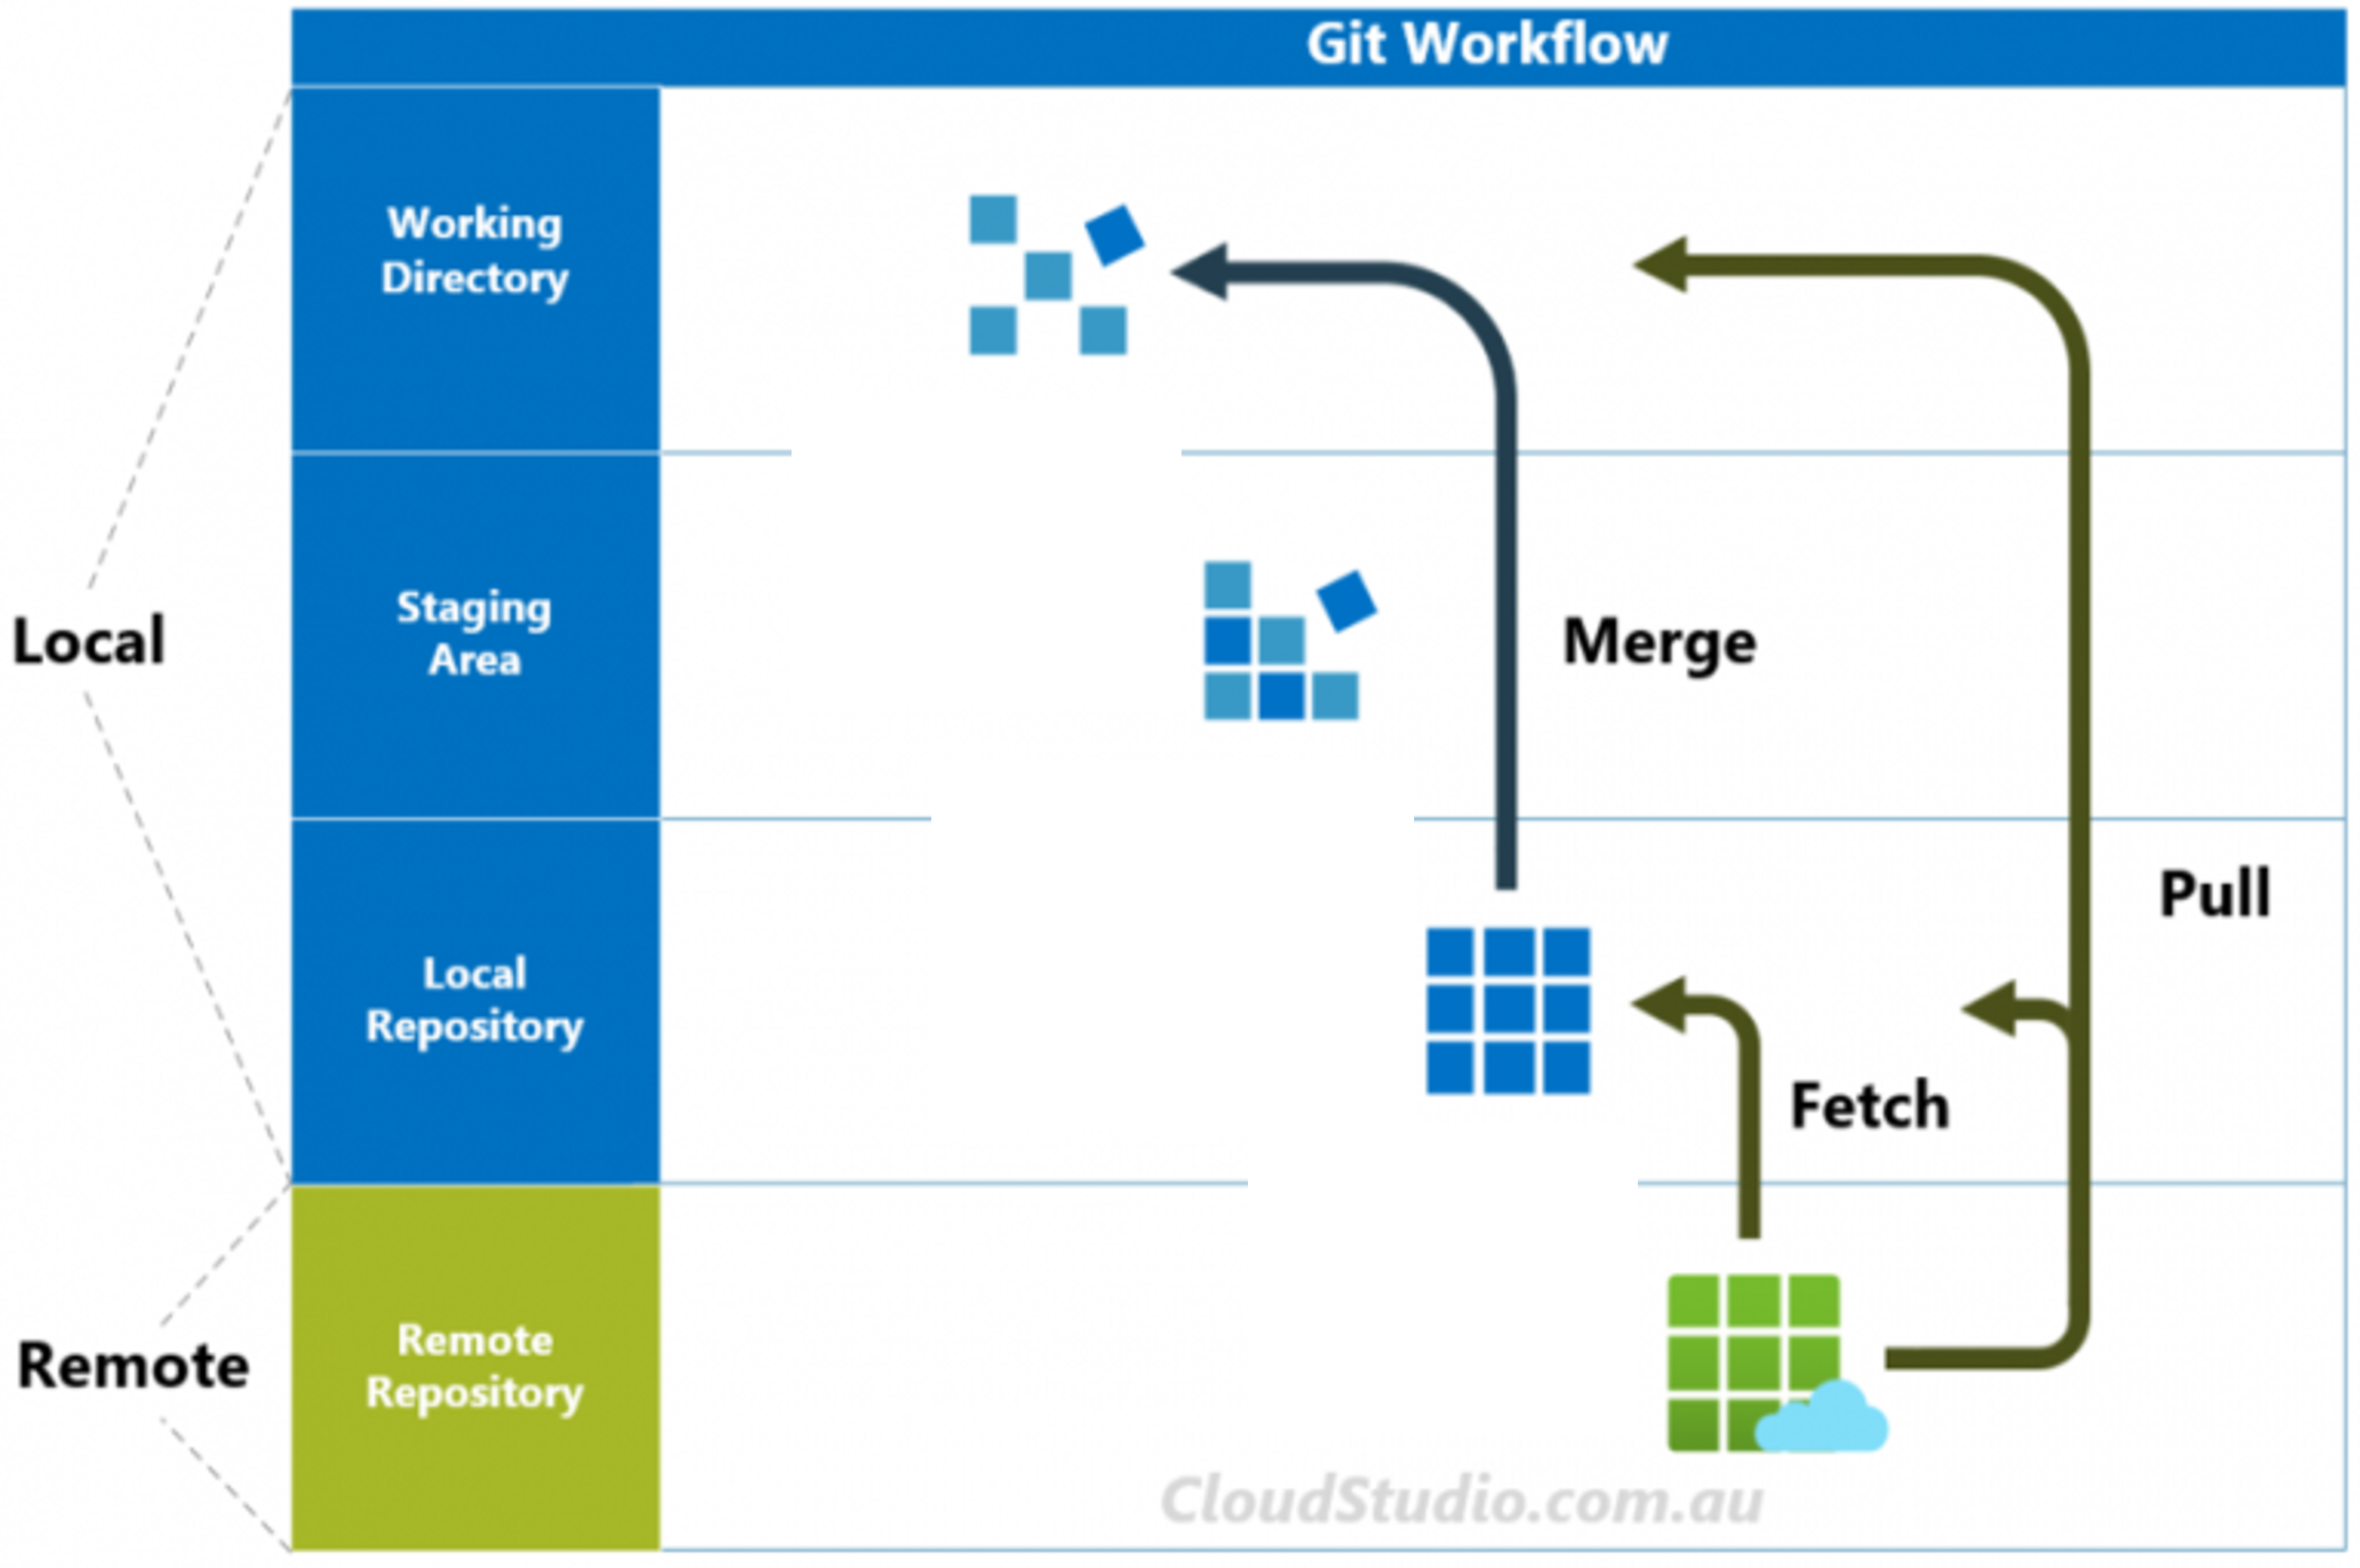 Git Workflow
Working
Directory
Local
Staging
Area
Merge
Local
Repository
Pull
Fetch
Remote
Remote
Repository
CloudStudio.com.au